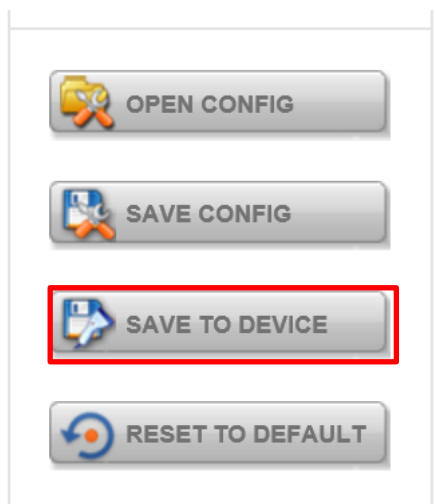 OPEN CONFIG
SAVE CONFIG
SAVE TO DEVICE
RESET TO DEFAULT